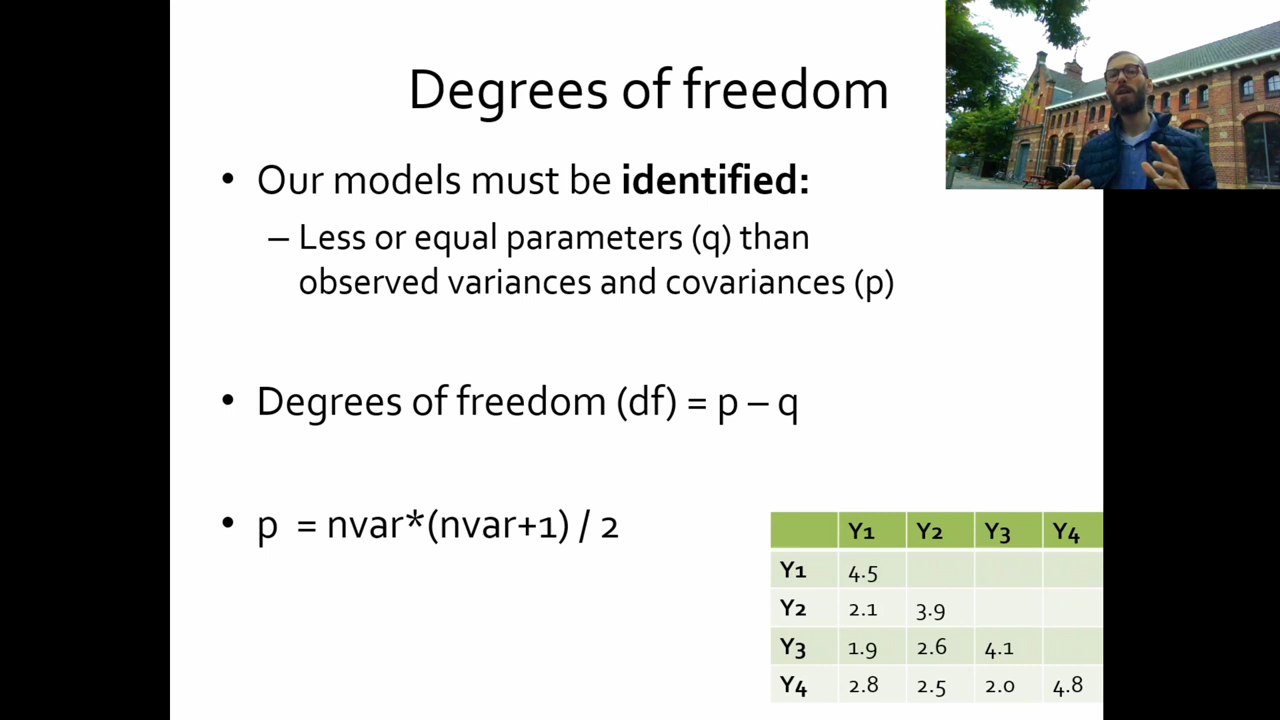 Degrees of freedom
• Our models must be identified:
– Less or equal parameters (q) than
observed variances and covariances (p)
• Degrees of freedom (df) = p – q
• p = nvar*(nvar+1) / 2
Y1 Y2 Y3 Y4
Y1 4.5
Y2 2.1 3.9
Y3 1.9 2.6 4.1
Y4 2.8 2.5 2.0 4.8